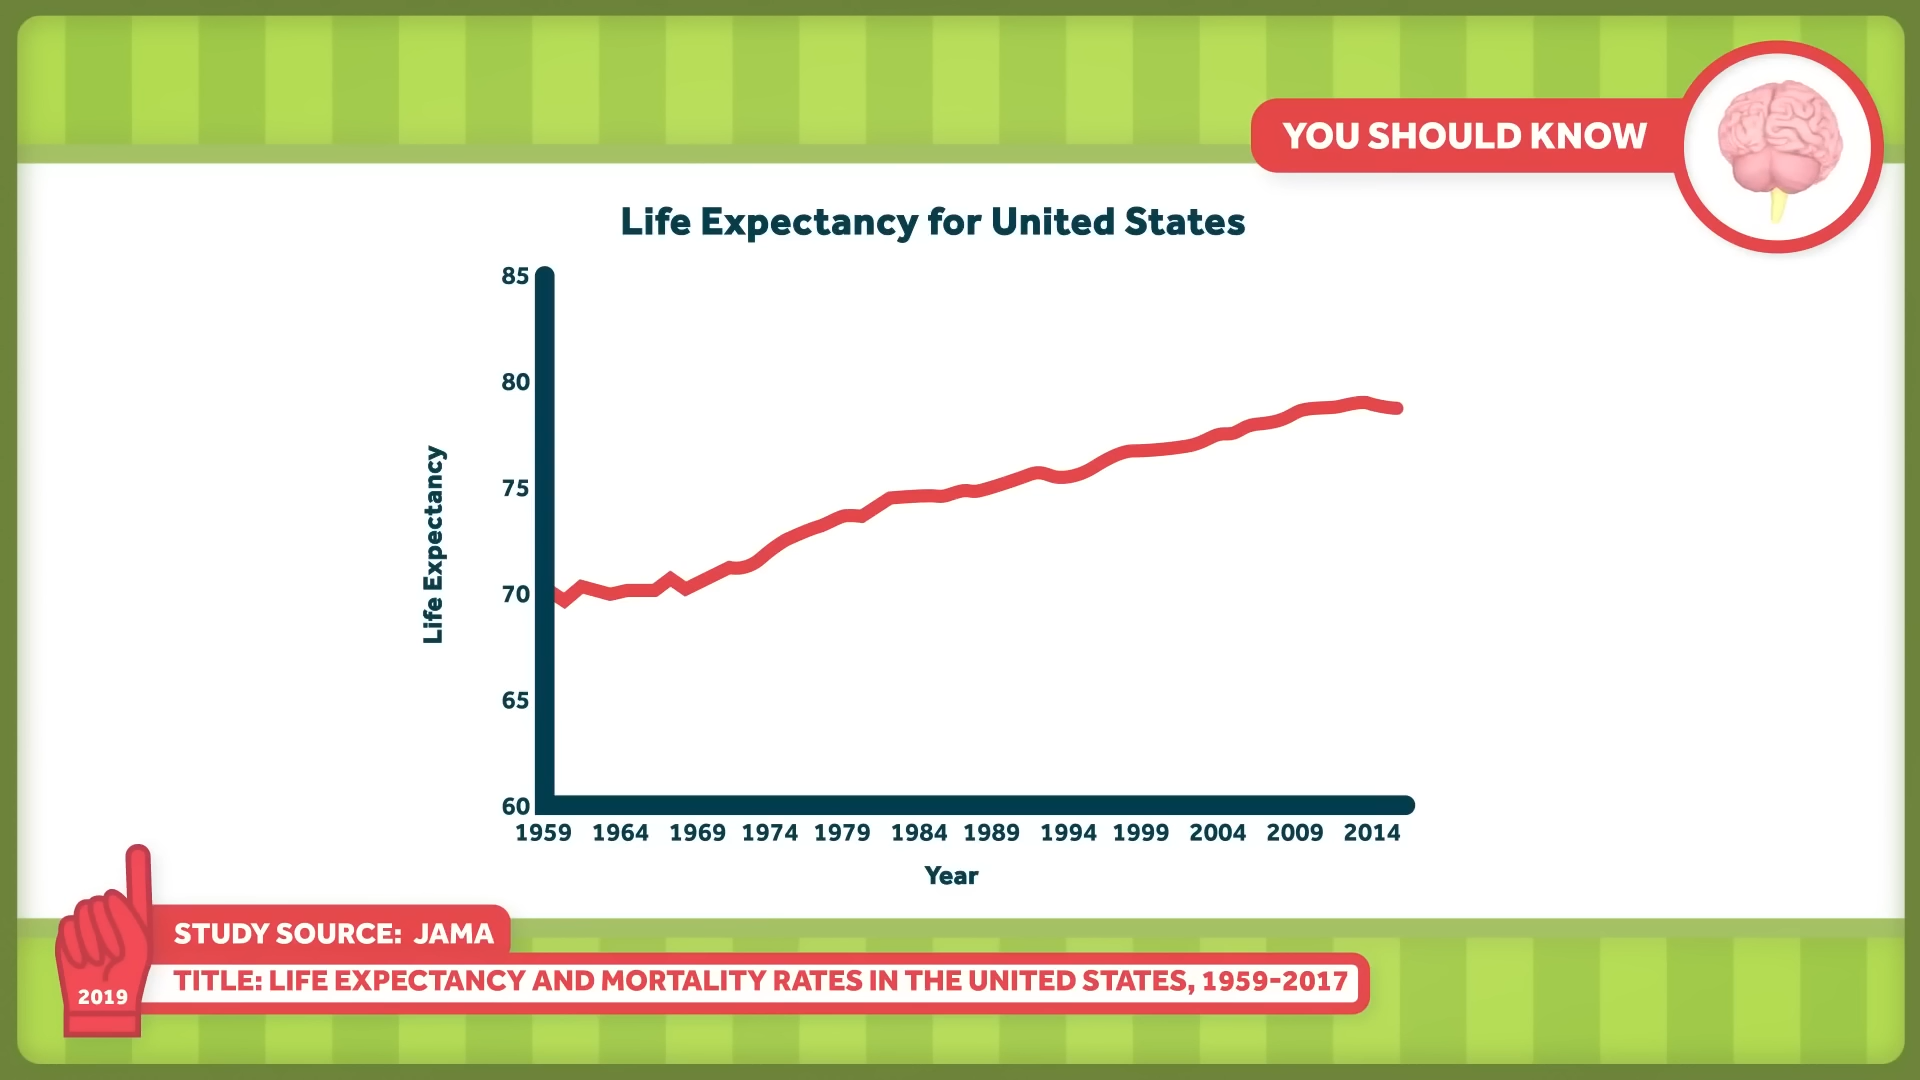 YOU SHOULD KNOW
Life Expectancy for United States
85
80
75
70
65
60
Life Expectancy
1959 1964 1969 1974 1979 1984 1989 1994 1999 2004 2009 2014
Year
STUDY SOURCE: JAMA
TITLE: LIFE EXPECTANCY AND MORTALITY RATES IN THE UNITED STATES, 1959-2017
2019